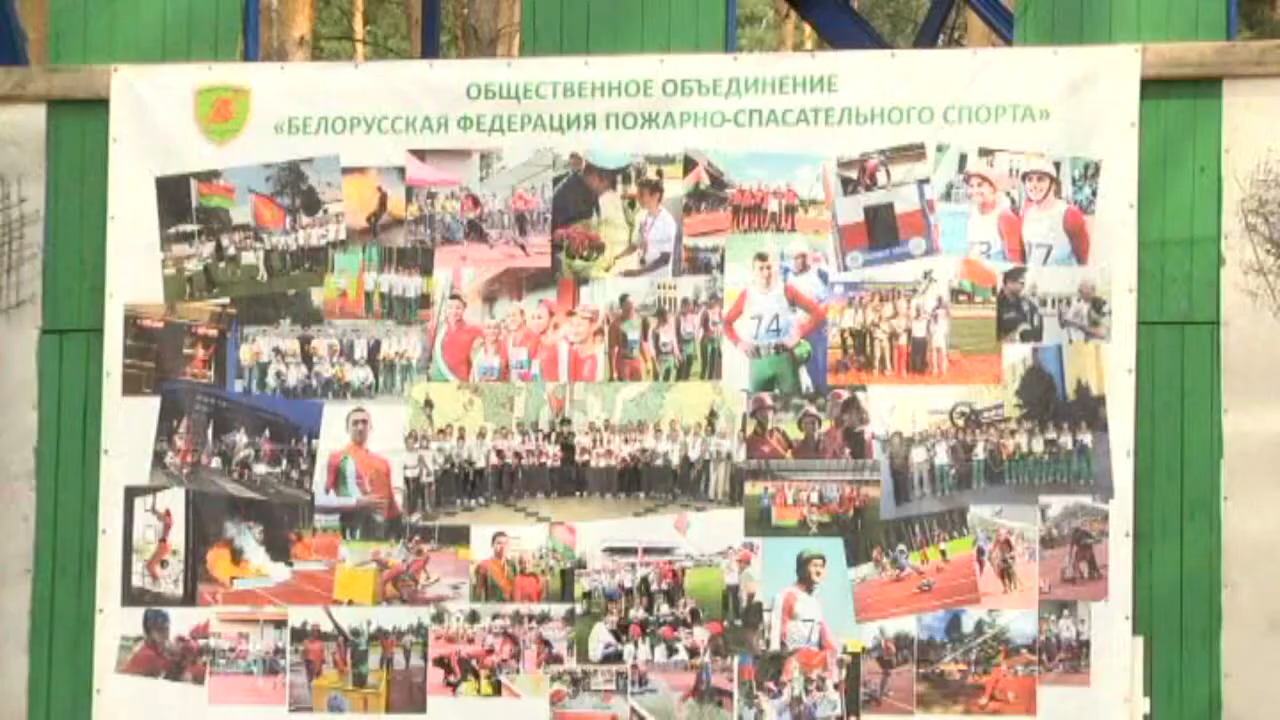 ОБЩЕСТВЕННОЕ ОБЪЕДИНЕНИЕ
«БЕЛОРУССКАЯ ФЕДЕРАЦИЯ ПОЖАРНО-СПАСАТЕЛЬНОГО СПОРТА»
74